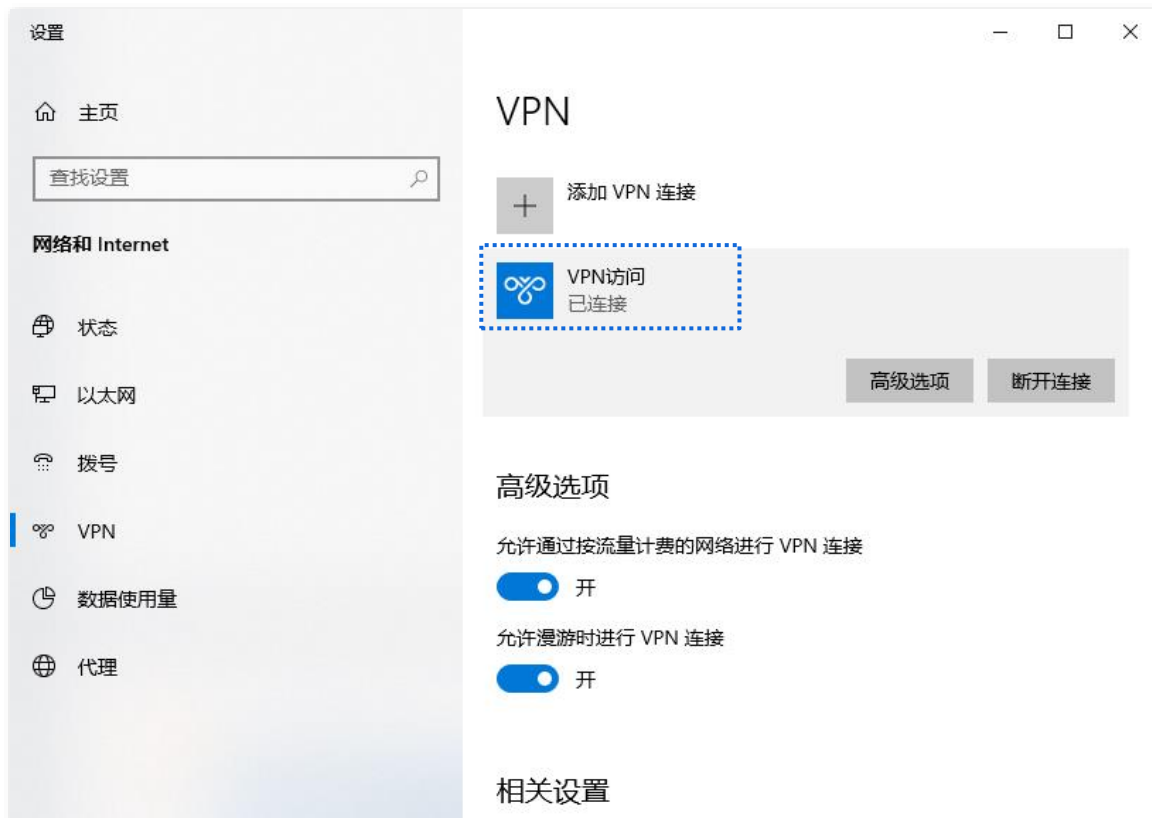 设置
主页
查找设置
网络和 Internet
状态
以太网
拨号
VPN
数据使用量
代理
VPN
添加 VPN 连接
VPN访问
已连接
高级选项
断开连接
高级选项
允许通过按流量计费的网络进行 VPN 连接
开
允许漫游时进行 VPN 连接
开
相关设置